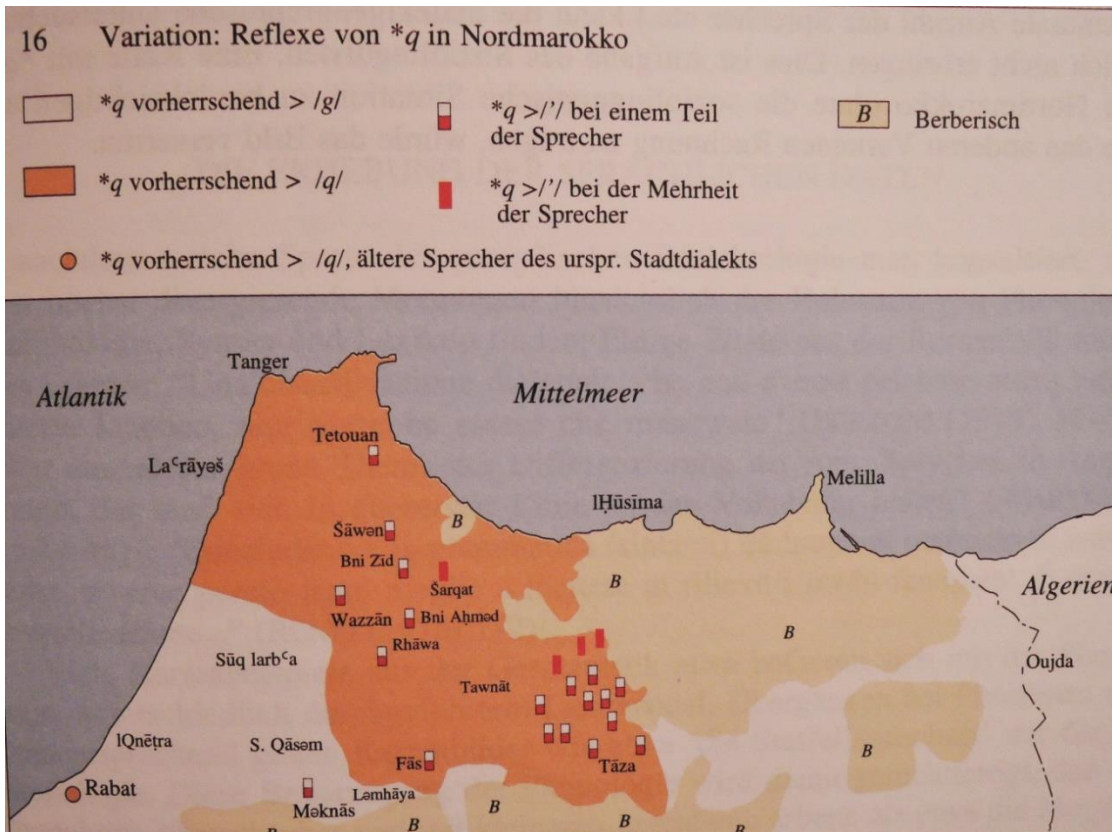 16 Variation: Reflexe von *q in Nordmarokko
*q vorherrschend > /g/
*q vorherrschend > /q/
*q vorherrschend > /q/, ältere Sprecher des urspr. Stadtdialekts
*q >/’/ bei einem Teil
der Sprecher
*q >/’/ bei der Mehrheit
der Sprecher
B Berberisch
Tanger
Atlantik
Mittelmeer
Tetouan
Laᶜrāyəš
Melilla
lḤūsīma
Šāwən
B
Bni Zīd
Šarqat
B
Algerien
Wazzān
Bni Aḥməd
Sūq larbᶜa
Rhāwa
B
Oujda
Tawnāt
lQnēṭra
S. Qāsəm
Fās
Tāza
B
Rabat
Məknās
Ləmhāya
B
B
B
B
B
B